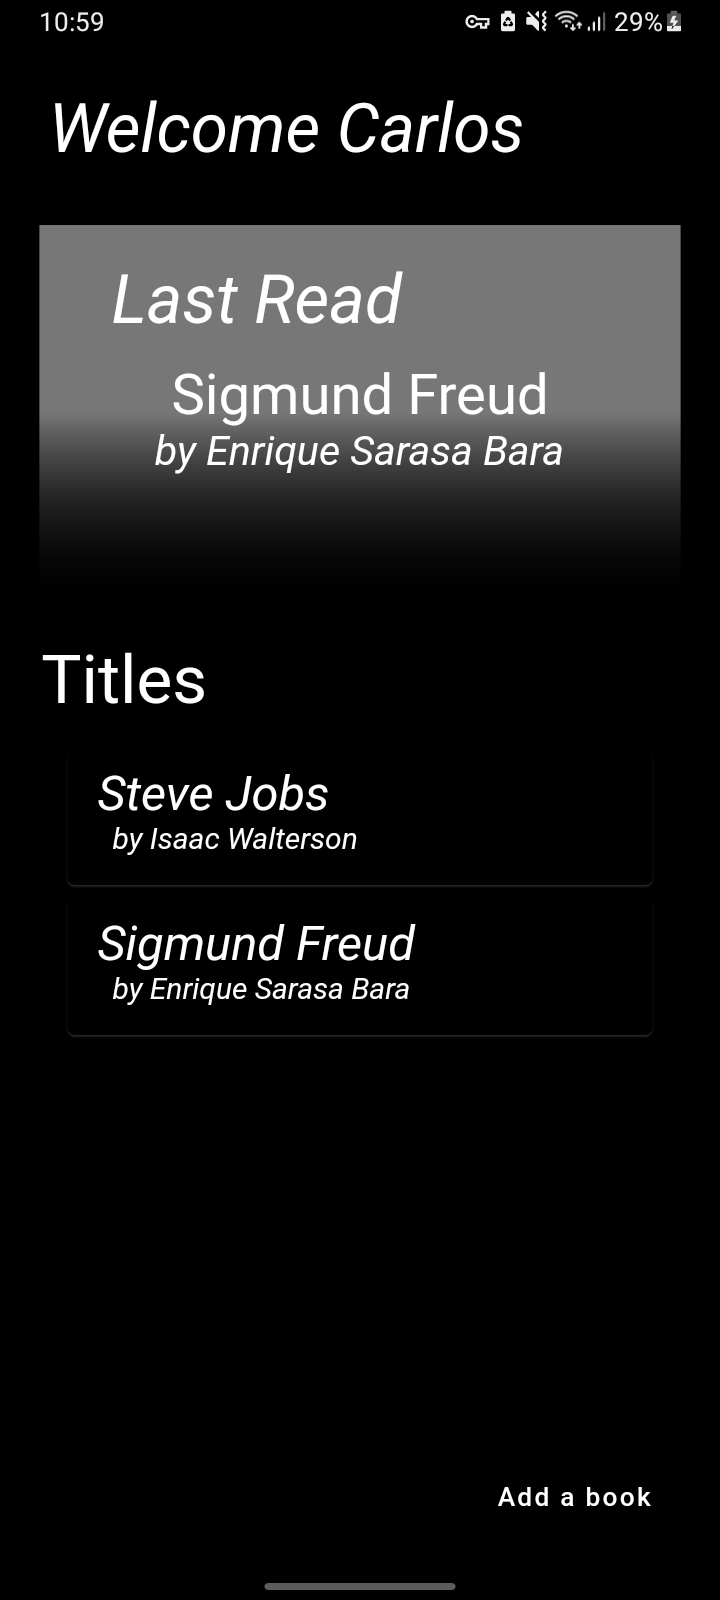 10:59
29%
Welcome Carlos
Last Read
Sigmund Freud
by Enrique Sarasa Bara
Titles
Steve Jobs
by Isaac Walterson
Sigmund Freud
by Enrique Sarasa Bara
Add a book